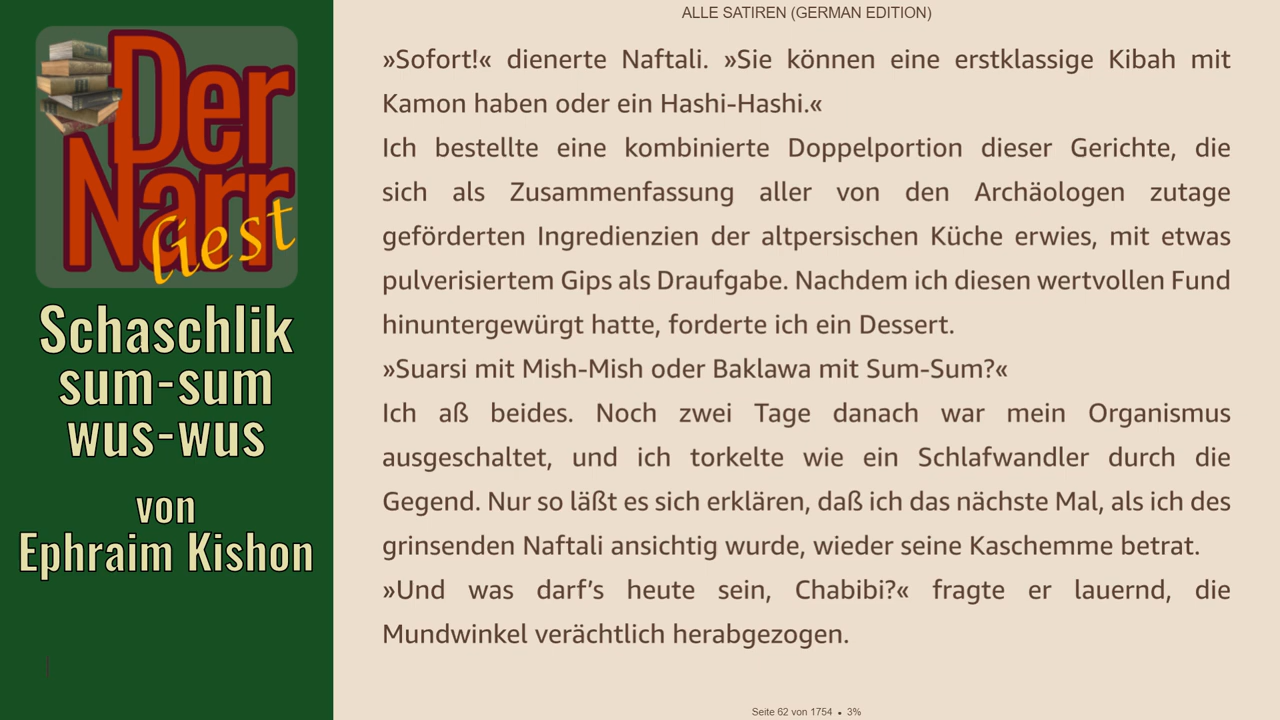 Der
Narr
liest
Schaschlik
sum-sum
wus-wus
von
Ephraim Kishon
ALLE SATIREN (GERMAN EDITION)
»Sofort!« dienerte Naftali. »Sie können eine erstklassige Kibah mit
Kamon haben oder ein Hashi-Hashi.«
Ich bestellte eine kombinierte Doppelportion dieser Gerichte, die
sich als Zusammenfassung aller von den Archäologen zutage
geförderten Ingredienzien der altpersischen Küche erwies, mit etwas
pulverisiertem Gips als Draufgabe. Nachdem ich diesen wertvollen Fund
hinuntergewürgt hatte, forderte ich ein Dessert.
»Suarsi mit Mish-Mish oder Baklawa mit Sum-Sum?«
Ich aß beides. Noch zwei Tage danach war mein Organismus
ausgeschaltet, und ich torkelte wie ein Schlafwandler durch die
Gegend. Nur so läßt es sich erklären, daß ich das nächste Mal, als ich des
grinsenden Naftali ansichtig wurde, wieder seine Kaschemme betrat.
»Und was darf’s heute sein, Chabibi?« fragte er lauernd, die
Mundwinkel verächtlich herabgezogen.
Seite 62 von 1754 • 3%